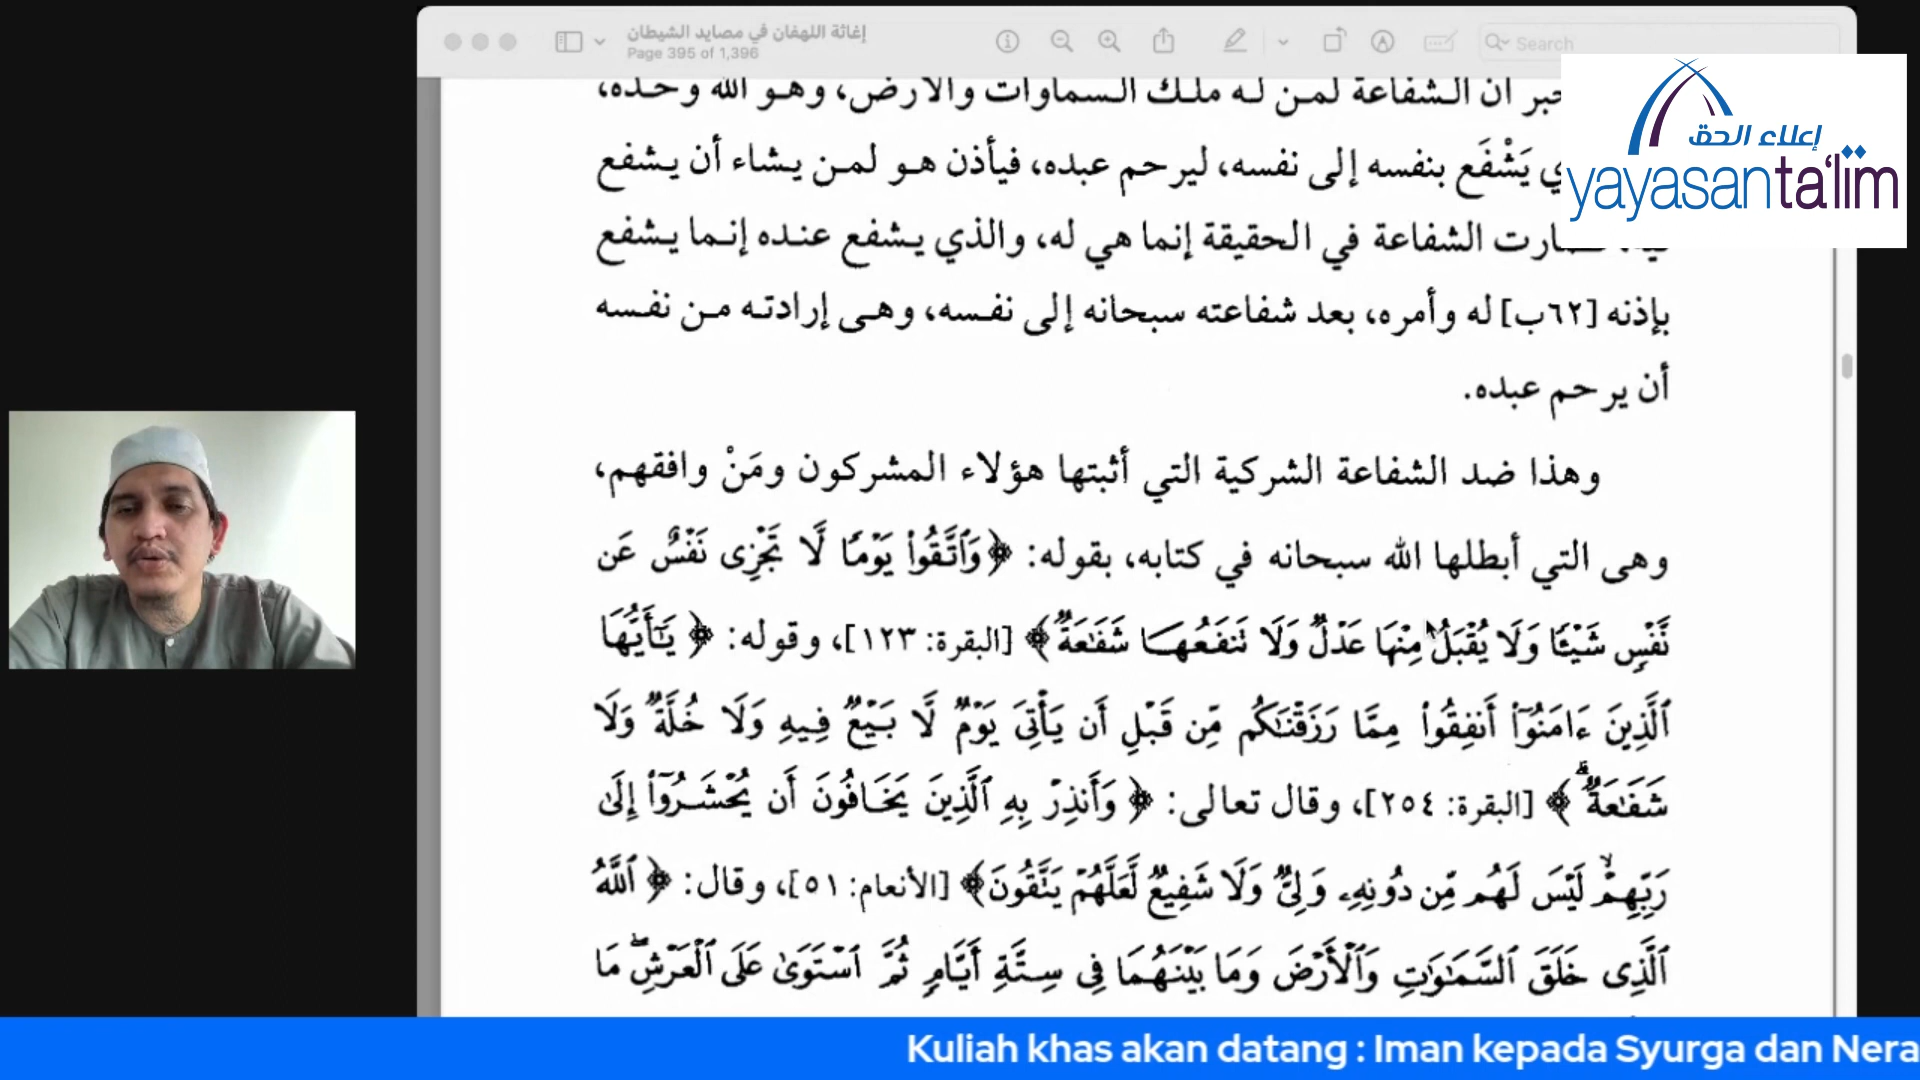 إغاثة اللهفان في مصايد الشيطان
Page 395 of 1,396
Search
إعلاء الحق
yayasanta'lim
أن الشفاعة لمن له ملك السماوات والأرض، وهو الله وحده،
يَشْفَع بنفسه إلى نفسه، ليرحم عبده، فيأذن هو لمن يشاء أن يشفع
الشفاعة في الحقيقة إنما هي له، والذي يشفع عنده إنما يشفع
بإذنه [٦٢ب] له وأمره، بعد شفاعته سبحانه إلى نفسه، وهى إرادته من نفسه
أن يرحم عبده.
وهذا ضد الشفاعة الشركية التي أثبتها هؤلاء المشركون ومَنْ وافقهم،
وهى التي أبطلها الله سبحانه في كتابه، بقوله: ﴿وَٱتَّقُوا۟ يَوْمًا لَّا تَجْزِى نَفْسٌ عَن
نَّفْسٍ شَيْـًٔا وَلَا يُقْبَلُ مِنْهَا عَدْلٌ وَلَا تَنفَعُهَا شَفَٰعَةٌ﴾ [البقرة: ١٢٣]، وقوله: ﴿يَٰٓأَيُّهَا
ٱلَّذِينَ ءَامَنُوٓا۟ أَنفِقُوا۟ مِمَّا رَزَقْنَٰكُم مِّن قَبْلِ أَن يَأْتِىَ يَوْمٌ لَّا بَيْعٌ فِيهِ وَلَا خُلَّةٌ وَلَا
شَفَٰعَةٌ ۗ﴾ [البقرة: ٢٥٤]، وقال تعالى: ﴿وَأَنذِرْ بِهِ ٱلَّذِينَ يَخَافُونَ أَن يُحْشَرُوٓا۟ إِلَىٰ
رَبِّهِمْ ۙ لَيْسَ لَهُم مِّن دُونِهِۦ وَلِىٌّ وَلَا شَفِيعٌ لَّعَلَّهُمْ يَتَّقُونَ﴾ [الأنعام: ٥١]، وقال: ﴿ٱللَّهُ
ٱلَّذِى خَلَقَ ٱلسَّمَٰوَٰتِ وَٱلْأَرْضَ وَمَا بَيْنَهُمَا فِى سِتَّةِ أَيَّامٍ ثُمَّ ٱسْتَوَىٰ عَلَى ٱلْعَرْشِ ۖ مَا
Kuliah khas akan datang : Iman kepada Syurga dan Nera